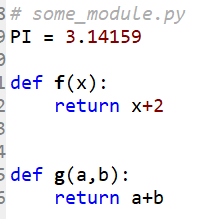 # some_module.py
PI = 3.14159
def f(x):
    return x+2
def g(a,b):
    return a+b